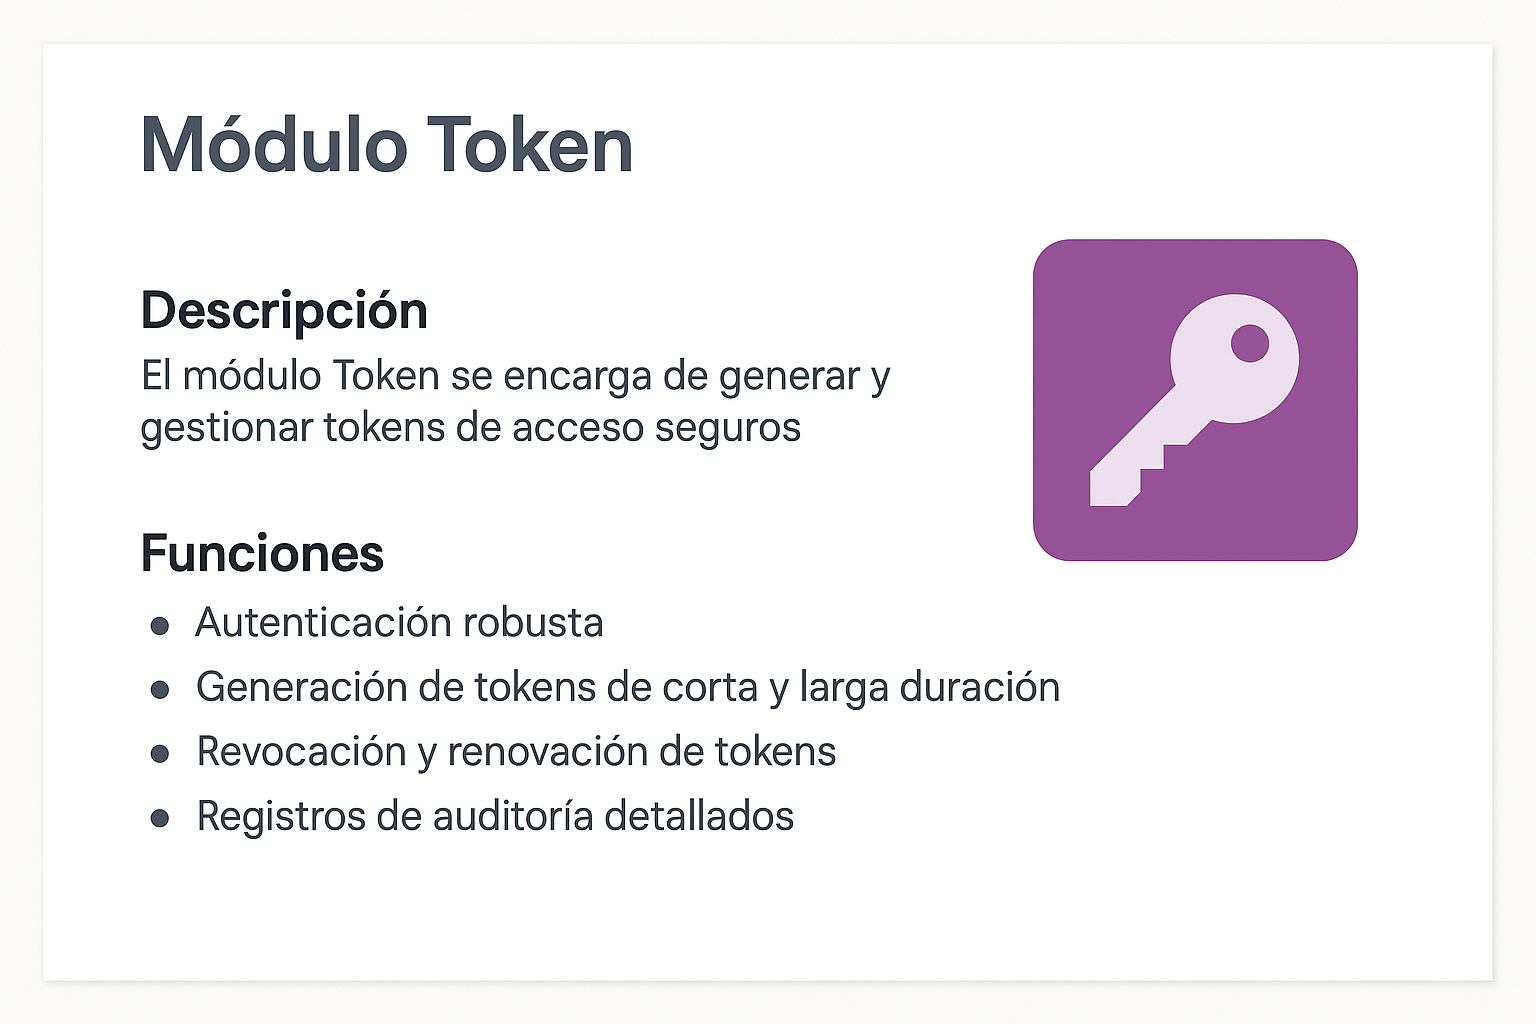 Módulo Token
Descripción
El módulo Token se encarga de generar y
gestionar tokens de acceso seguros
Funciones
● Autenticación robusta
● Generación de tokens de corta y larga duración
● Revocación y renovación de tokens
● Registros de auditoría detallados